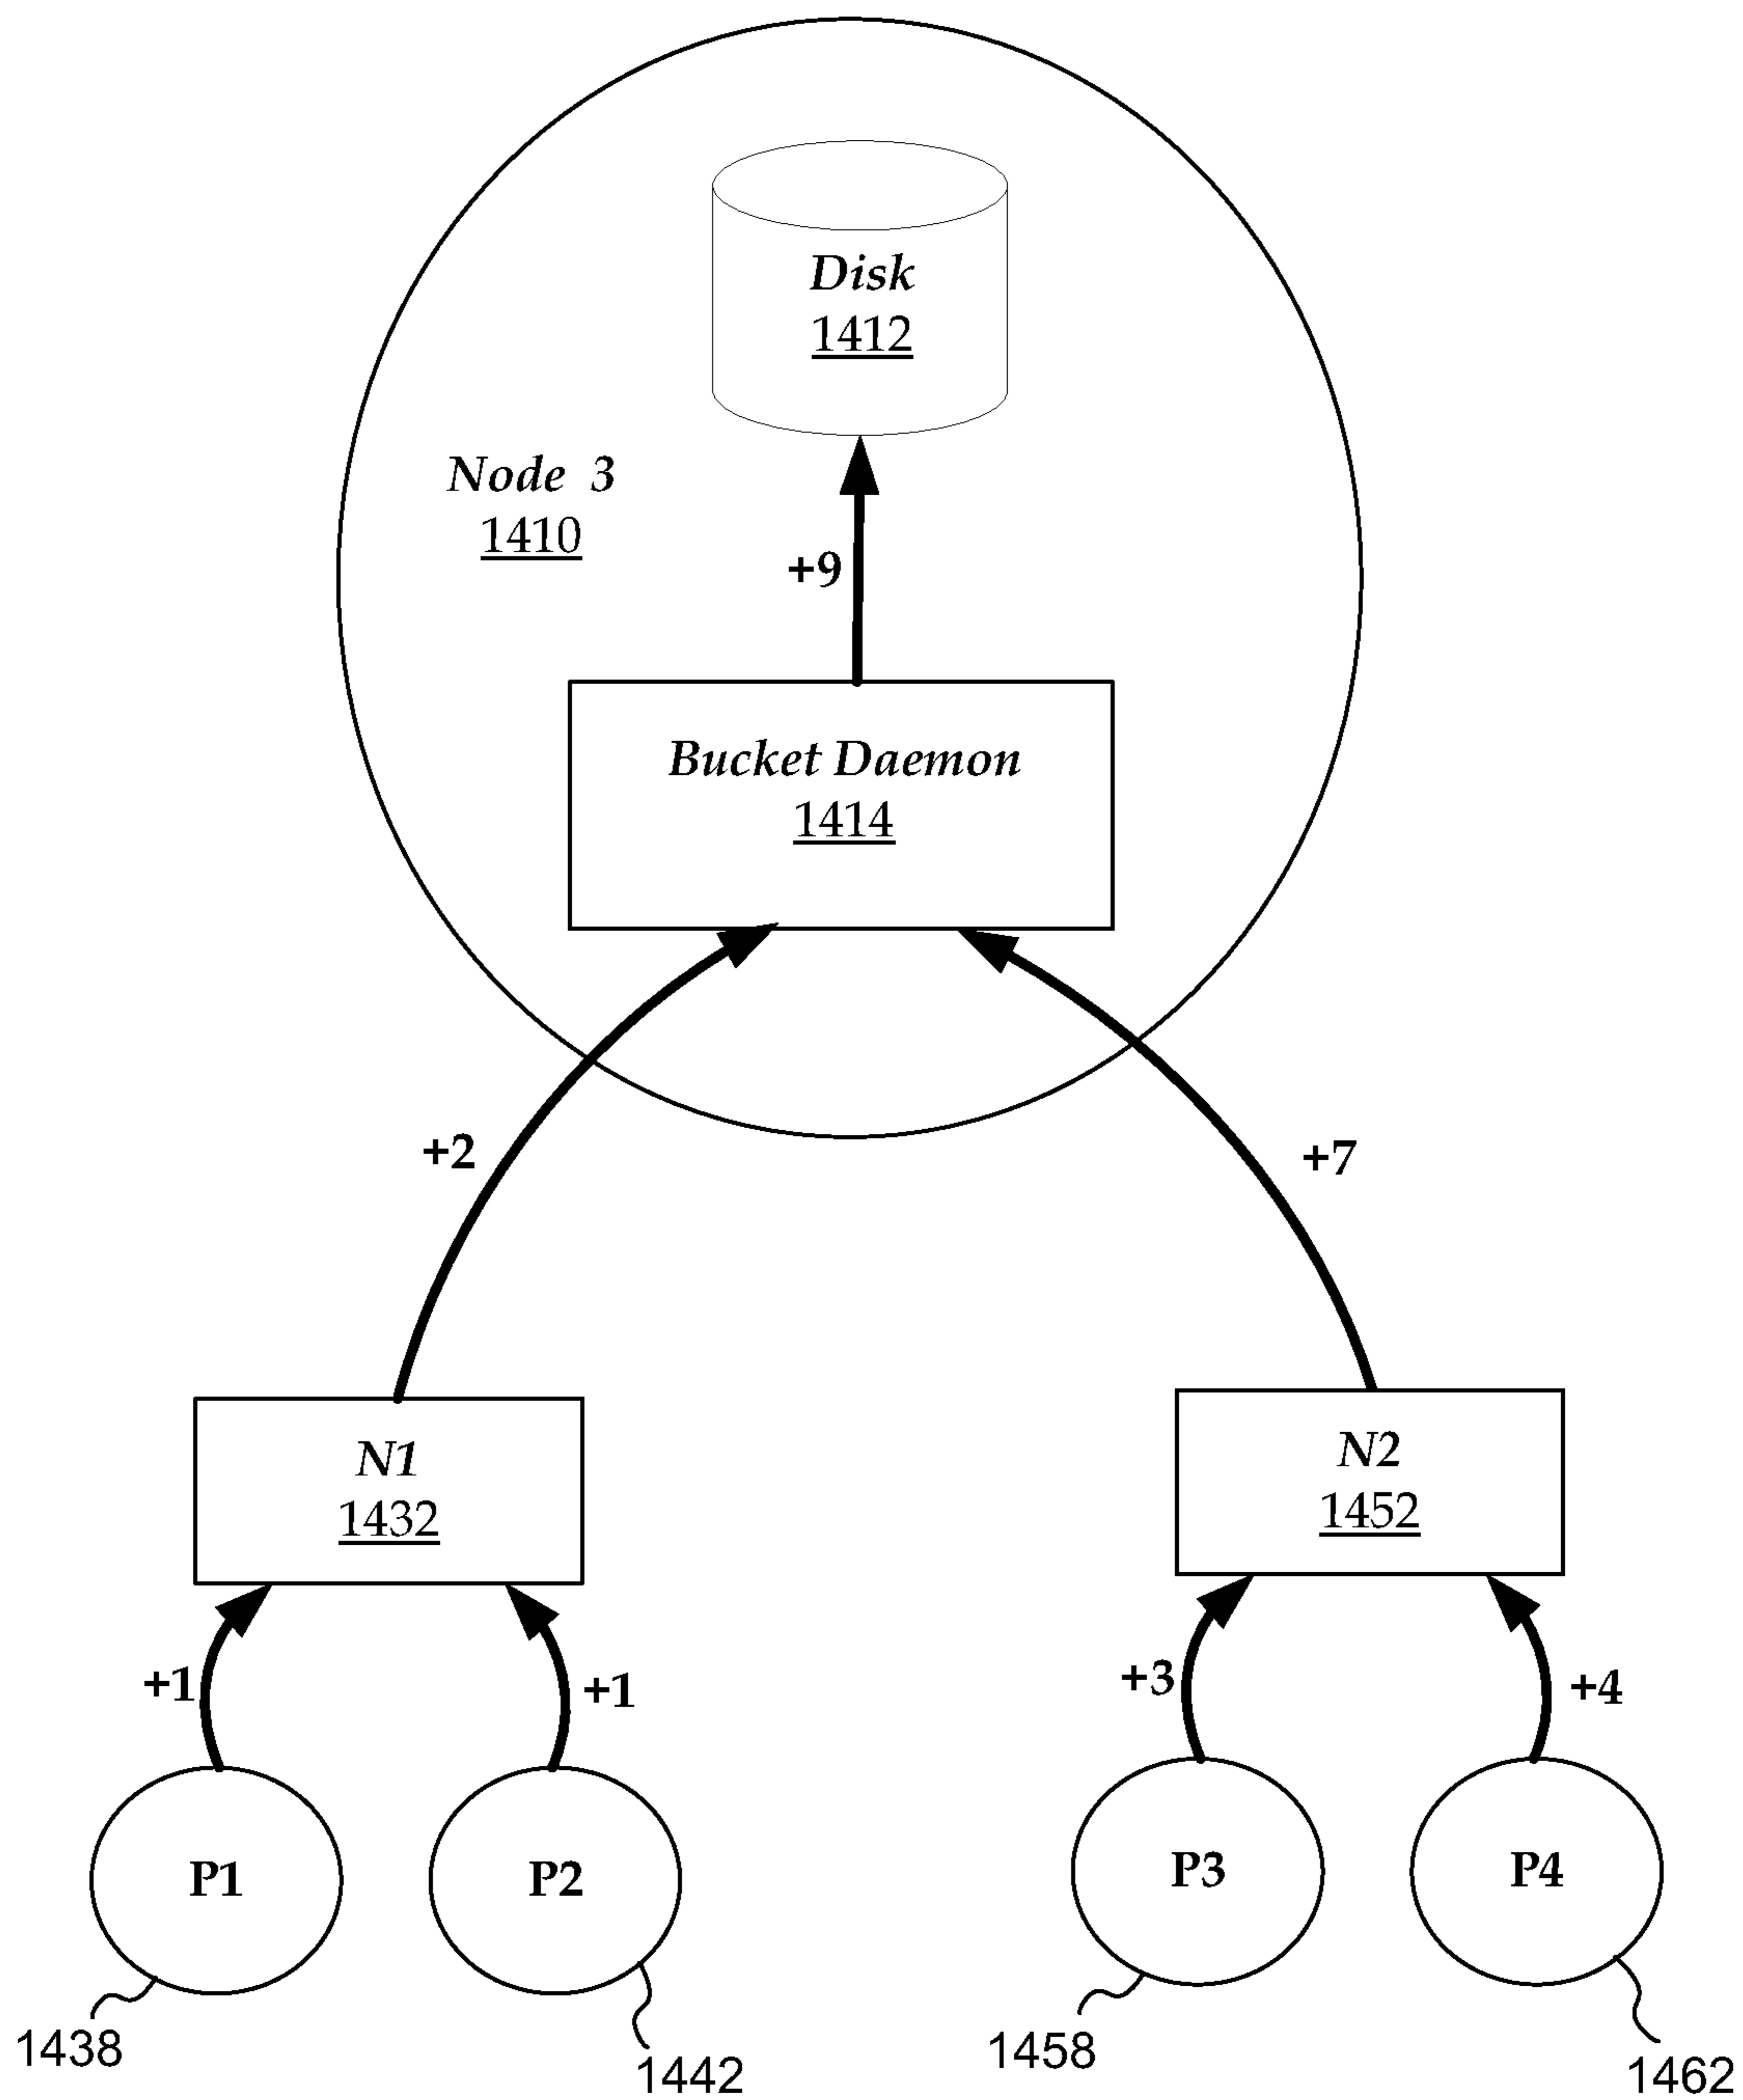 Disk
1412
Node 3
1410
+9
Bucket Daemon
1414
+2
+7
N1
1432
N2
1452
+1
+1
+3
+4
P1
P2
P3
P4
1438
1442
1458
1462